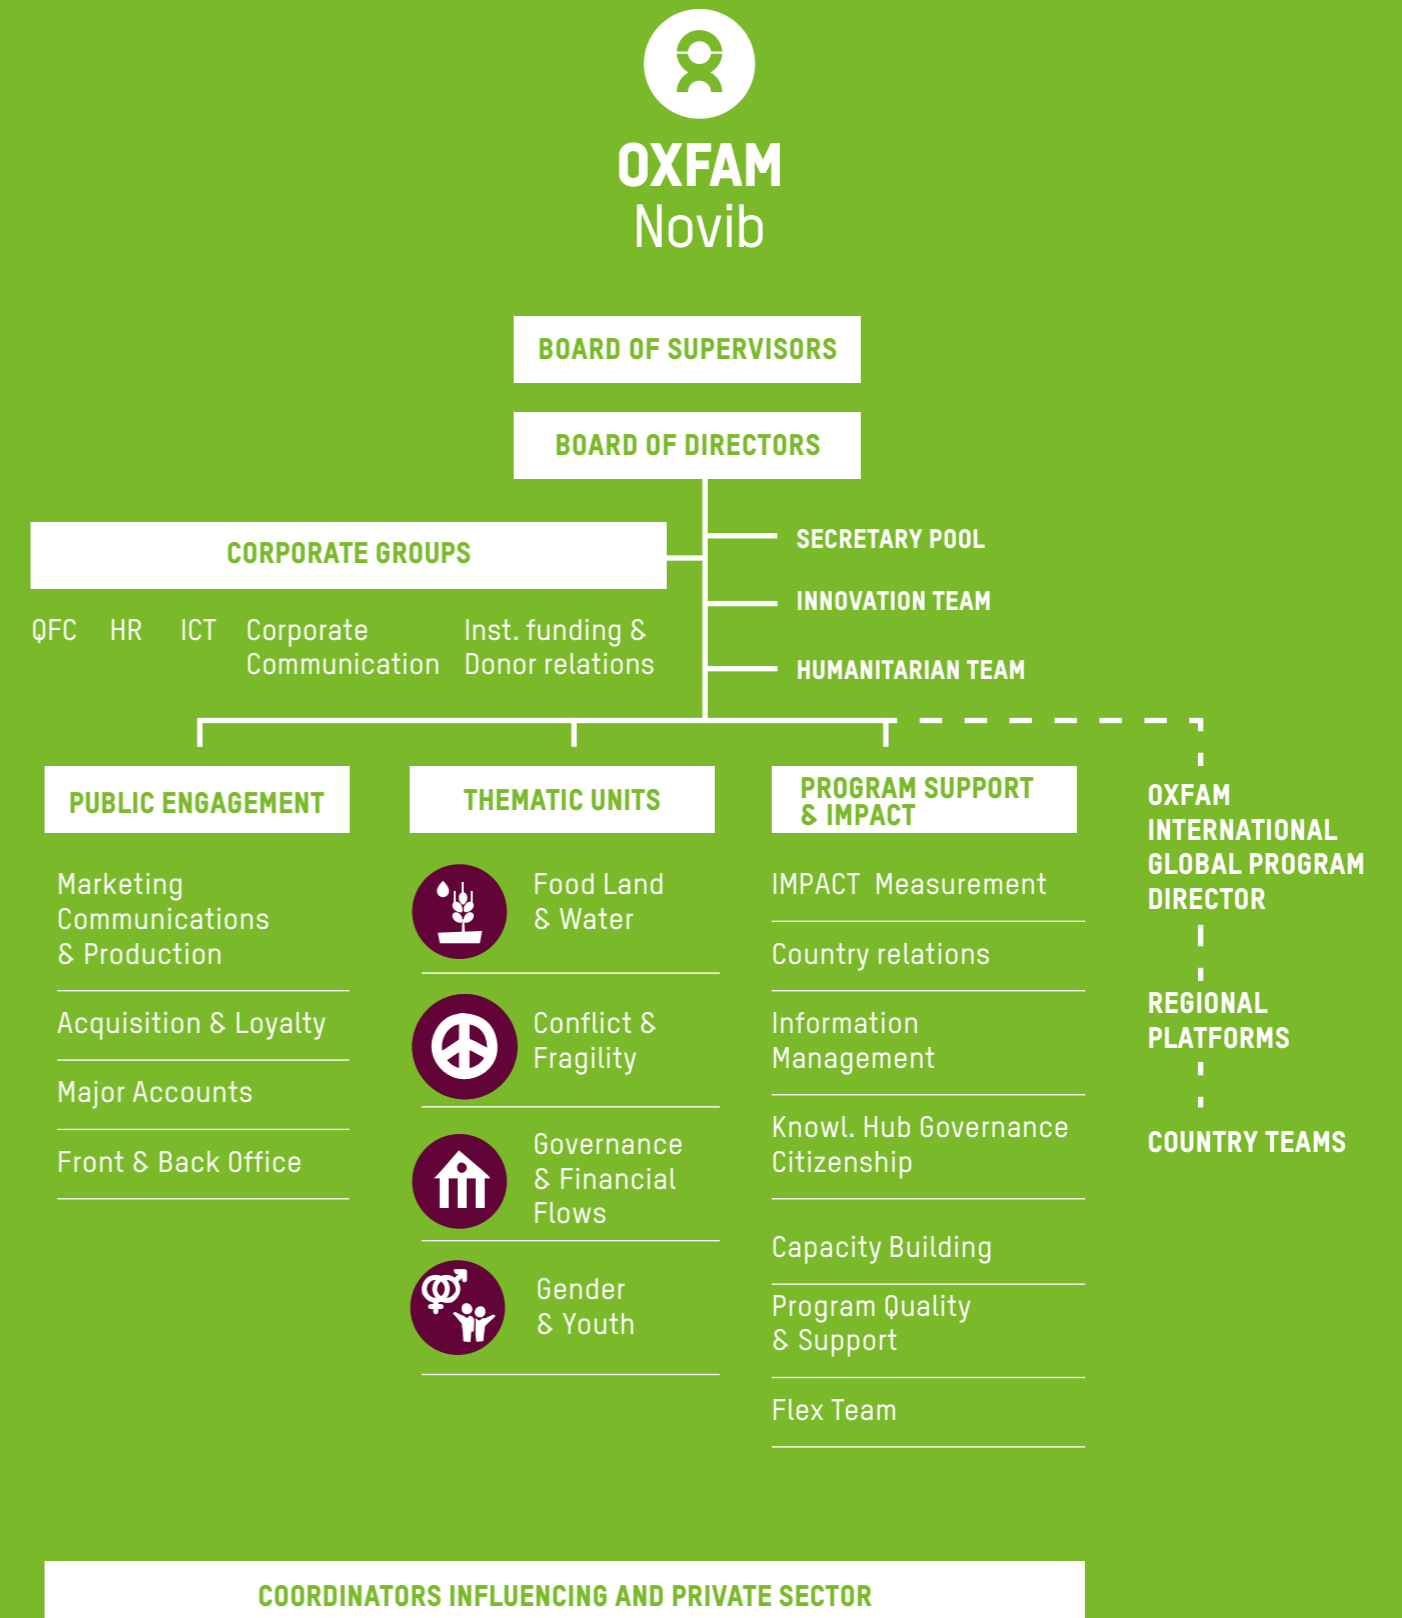 OXFAM
Novib
BOARD OF SUPERVISORS
BOARD OF DIRECTORS
CORPORATE GROUPS
SECRETARY POOL
INNOVATION TEAM
HUMANITARIAN TEAM
QFC
HR
ICT
Corporate
Communication
Inst. funding &
Donor relations
PUBLIC ENGAGEMENT
Marketing
Communications
& Production
Acquisition & Loyalty
Major Accounts
Front & Back Office
THEMATIC UNITS
Food Land
& Water
Conflict &
Fragility
Governance
& Financial
Flows
Gender
& Youth
PROGRAM SUPPORT
& IMPACT
IMPACT Measurement
Country relations
Information
Management
Knowl. Hub Governance
Citizenship
Capacity Building
Program Quality
& Support
Flex Team
OXFAM
INTERNATIONAL
GLOBAL PROGRAM
DIRECTOR
REGIONAL
PLATFORMS
COUNTRY TEAMS
COORDINATORS INFLUENCING AND PRIVATE SECTOR